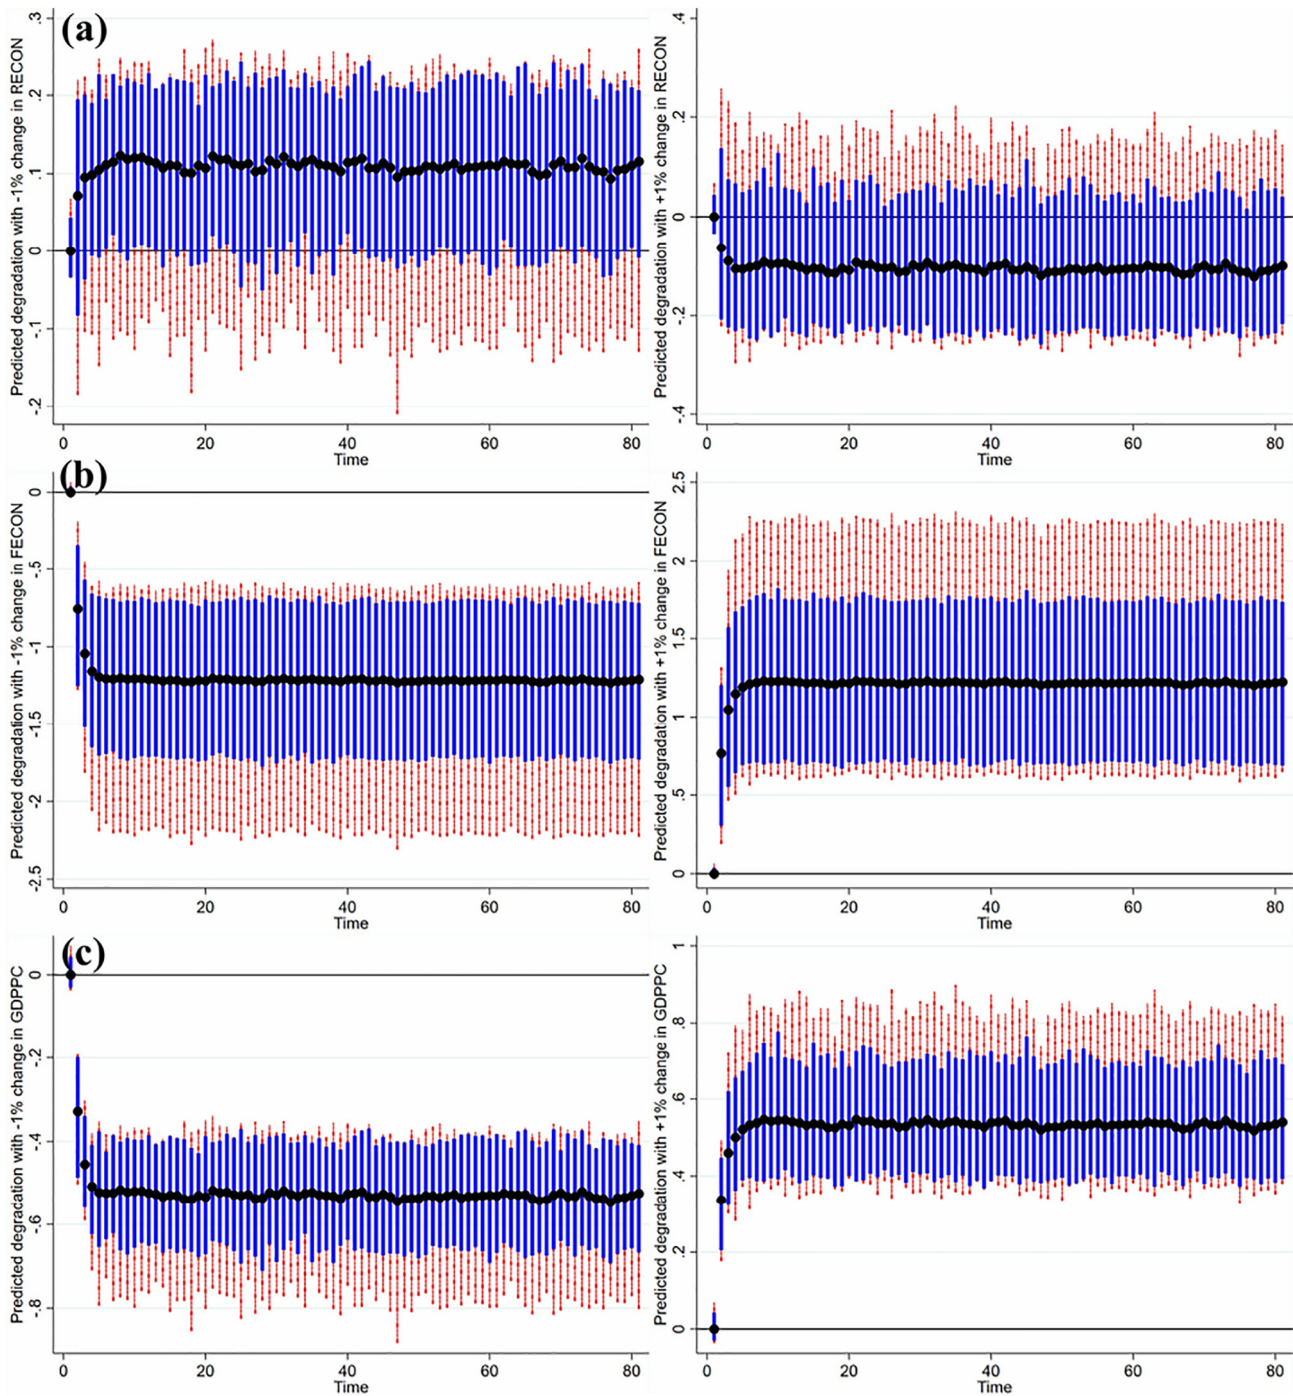 (a)
Predicted degradation with -1% change in RECON
.3
.2
.1
0
-.1
-.2
0 20 40 60 80
Time
Predicted degradation with +1% change in RECON
.4
.2
0
-.2
-.4
0 20 40 60 80
Time
(b)
Predicted degradation with -1% change in FECON
0
-.5
-1
-1.5
-2
-2.5
0 20 40 60 80
Time
Predicted degradation with +1% change in FECON
2.5
2
1.5
1
.5
0
0 20 40 60 80
Time
(c)
Predicted degradation with -1% change in GDPPC
0
-.2
-.4
-.6
-.8
0 20 40 60 80
Time
Predicted degradation with +1% change in GDPPC
1
.8
.6
.4
.2
0
0 20 40 60 80
Time